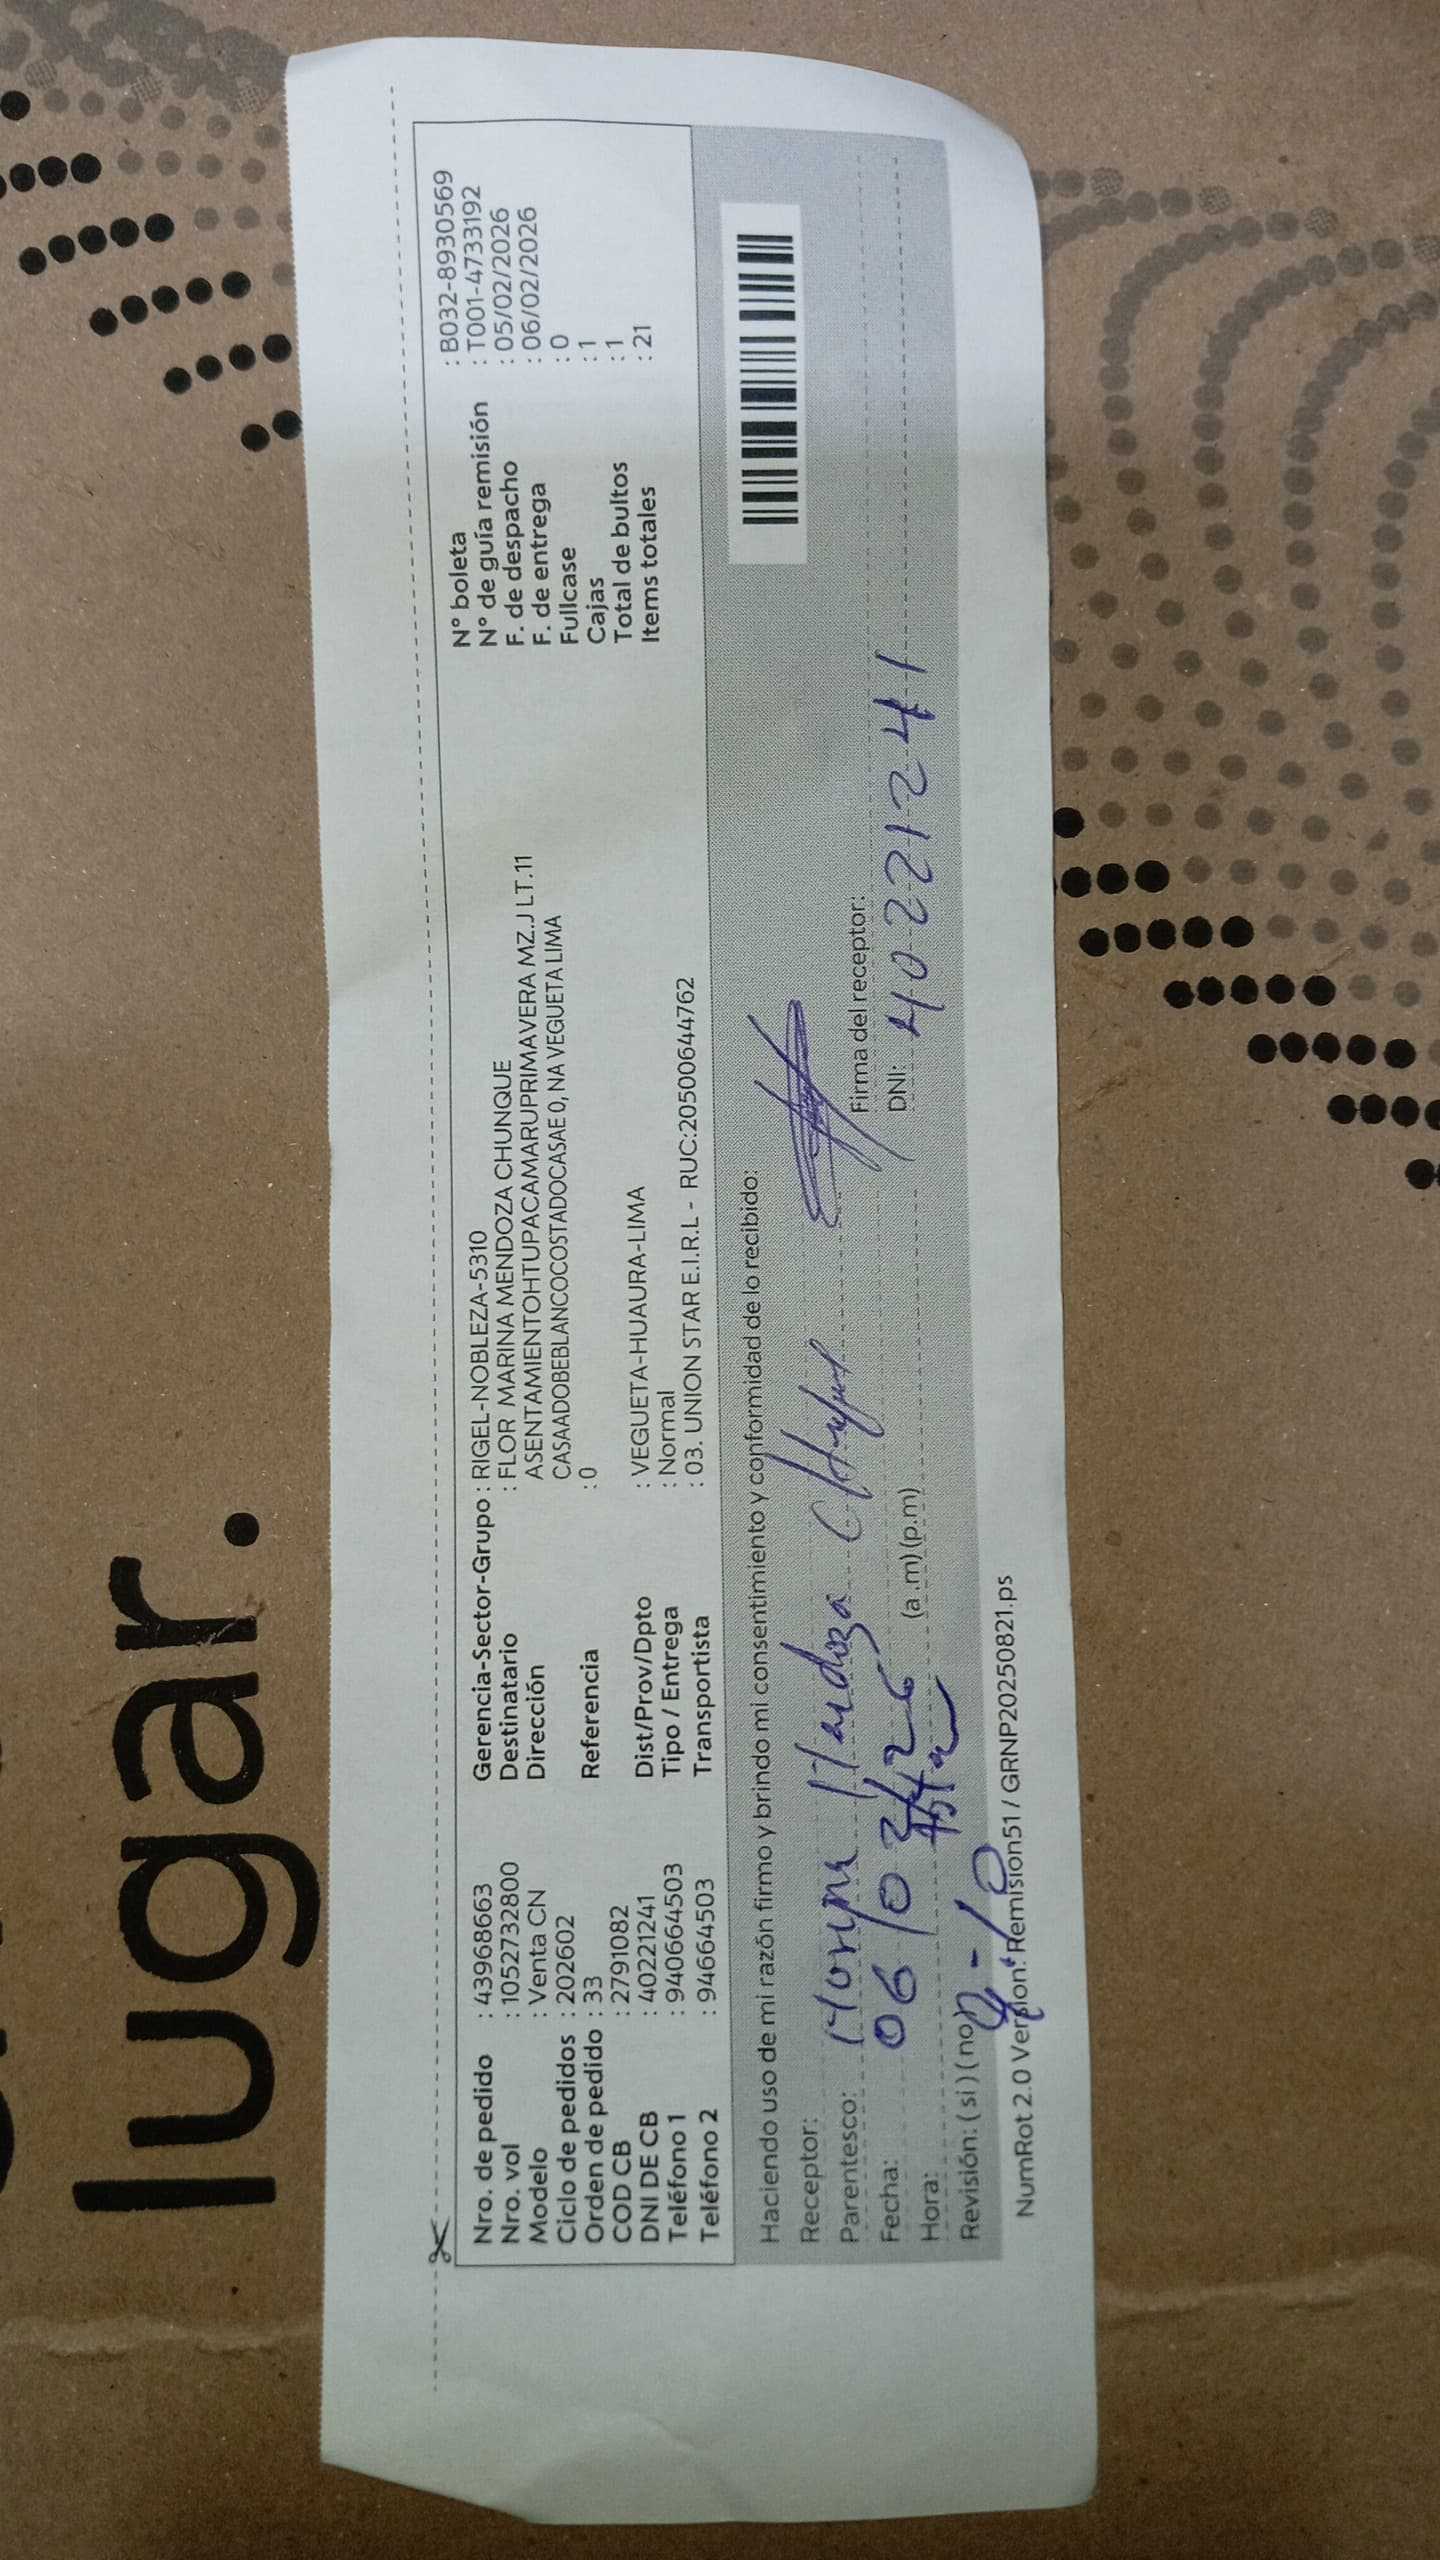 lugar.
Nro. de pedido : 43968663 Gerencia-Sector-Grupo : RIGEL-NOBLEZA-5310 N° boleta : B032-8930569
Nro. vol : 1052732800 Destinatario : FLOR MARINA MENDOZA CHUNQUE N° de guía remisión : T001-4733192
Modelo : Venta CN Dirección ASENTAMIENTOHTUPACAMARUPRIMAVERA MZ.J LT.11 F. de despacho : 05/02/2026
Ciclo de pedidos : 202602 CASAADOBEBLANCOCOSTADOCASAE 0, NA VEGUETA LIMA F. de entrega : 06/02/2026
Orden de pedido : 33 Referencia : 0 Fullcase : 0
COD CB : 2791082 Cajas : 1
DNI DE CB : 40221241 Dist/Prov/Dpto : VEGUETA-HUAURA-LIMA Total de bultos : 1
Teléfono 1 : 940664503 Tipo / Entrega : Normal Items totales : 21
Teléfono 2 : 94664503 Transportista : 03. UNION STAR E.I.R.L - RUC:20500644762
Haciendo uso de mi razón firmo y brindo mi consentimiento y conformidad de lo recibido:
Receptor:
Parentesco: Mendoza Firma del receptor:
Fecha: 06/02/26 DNI: 40221241
Hora: (a .m) (p.m)
Revisión: ( si ) ( no )
NumRot 2.0 Version: Remision51 / GRNP20250821.ps